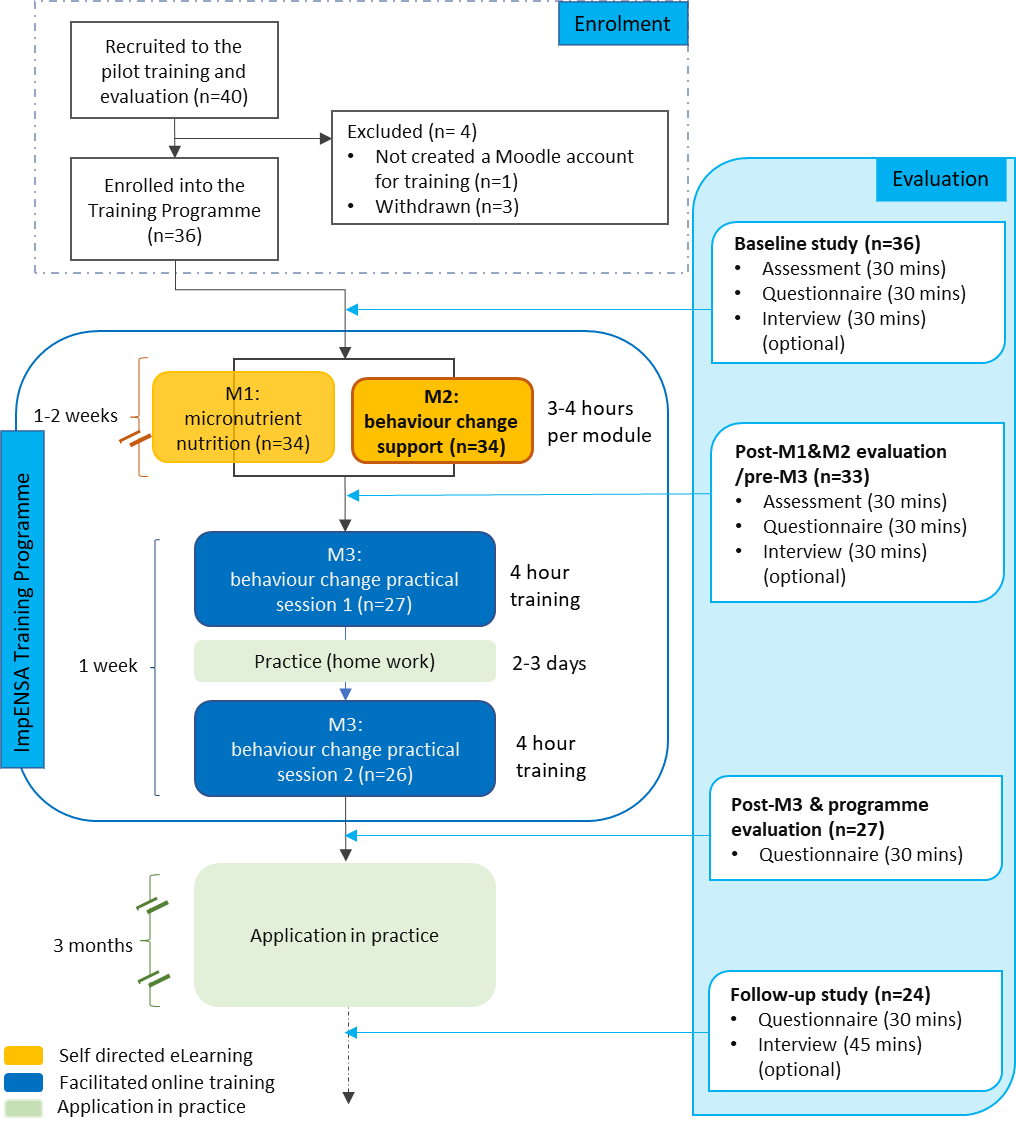 Enrolment
Recruited to the
pilot training and
evaluation (n=40)
Excluded (n= 4)
• Not created a Moodle account
for training (n=1)
• Withdrawn (n=3)
Enrolled into the
Training Programme
(n=36)
Evaluation
Baseline study (n=36)
• Assessment (30 mins)
• Questionnaire (30 mins)
• Interview (30 mins)
(optional)
ImpENSA Training Programme
1-2 weeks
M1:
micronutrient
nutrition (n=34)
M2:
behaviour change
support (n=34)
3-4 hours
per module
Post-M1&M2 evaluation
/pre-M3 (n=33)
• Assessment (30 mins)
• Questionnaire (30 mins)
• Interview (30 mins)
(optional)
1 week
M3:
behaviour change practical
session 1 (n=27)
4 hour
training
Practice (home work)
2-3 days
M3:
behaviour change practical
session 2 (n=26)
4 hour
training
Post-M3 & programme
evaluation (n=27)
• Questionnaire (30 mins)
3 months
Application in practice
Follow-up study (n=24)
• Questionnaire (30 mins)
• Interview (45 mins)
(optional)
Self directed eLearning
Facilitated online training
Application in practice